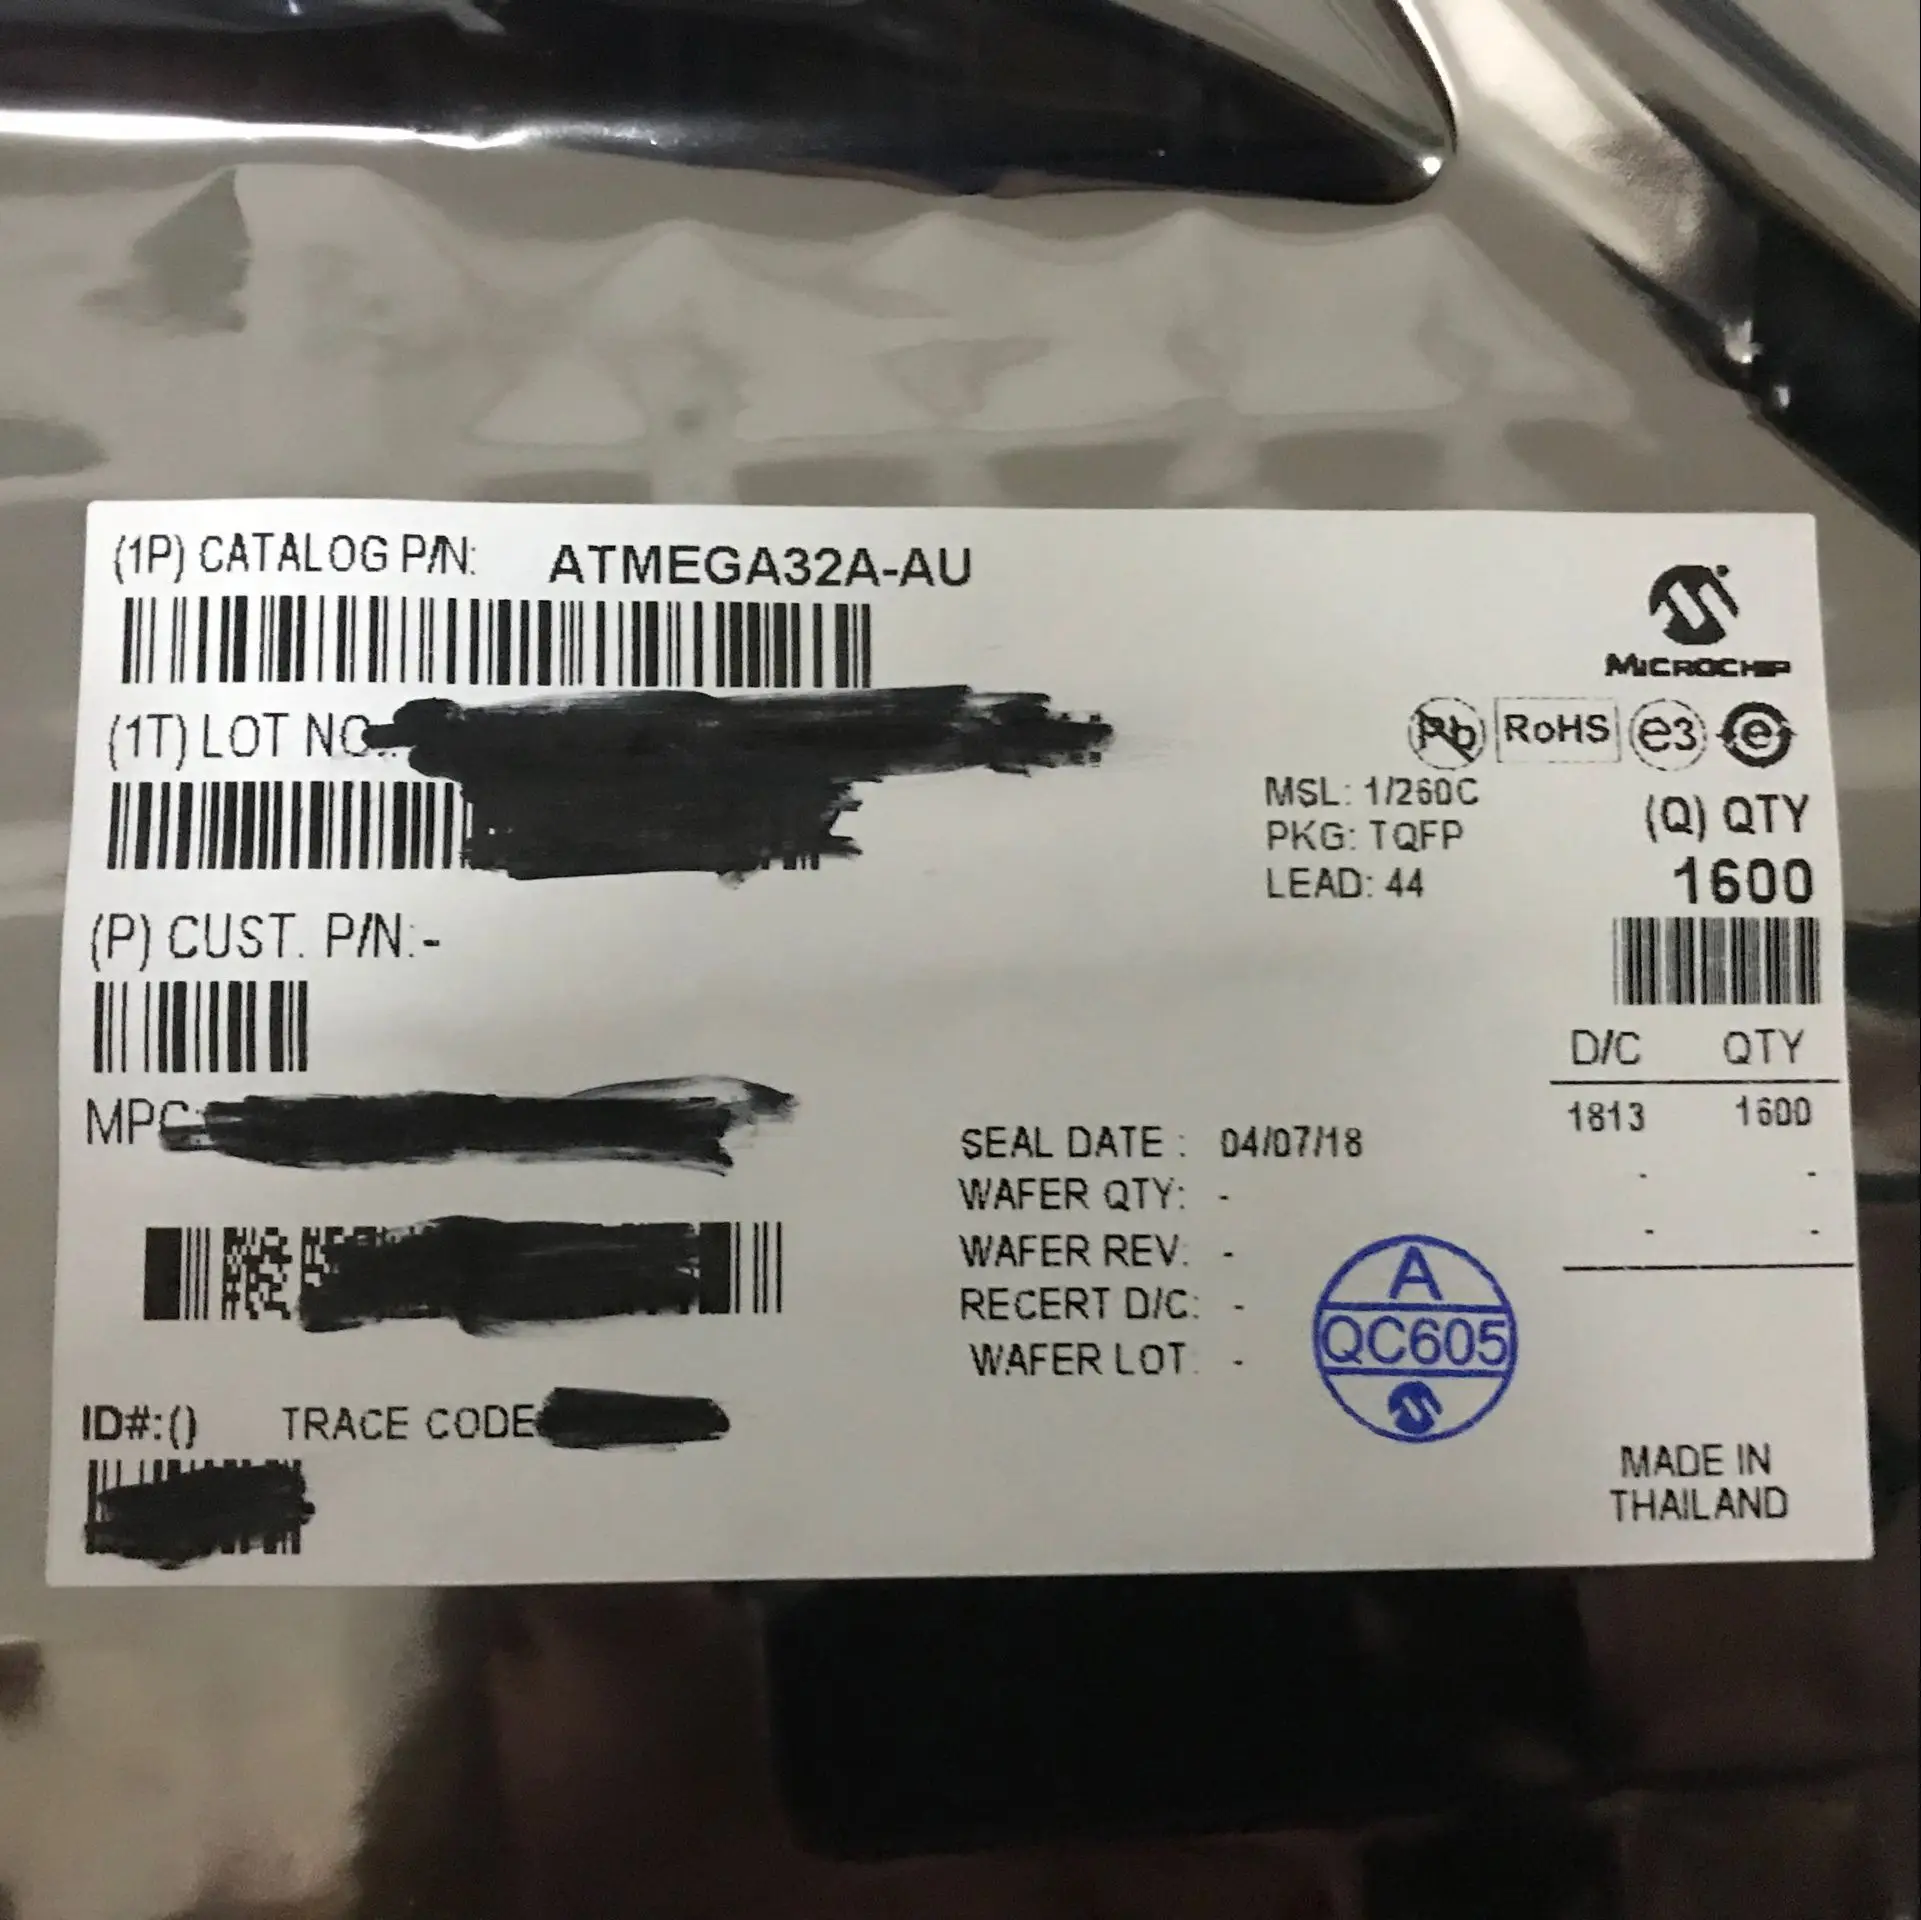 (1P) CATALOG P/N: ATMEGA32A-AU
MICROCHIP
(1T) LOT NO
Pb RoHS e3 e
MSL: 1/260C
PKG: TQFP
LEAD: 44
(Q) QTY
1600
(P) CUST. P/N:-
D/C QTY
1813 1600
- -
- -
MPC:
SEAL DATE : 04/07/18
WAFER QTY: -
WAFER REV: -
RECERT D/C: -
WAFER LOT: -
A
QC605
ID#:() TRACE CODE
MADE IN
THAILAND